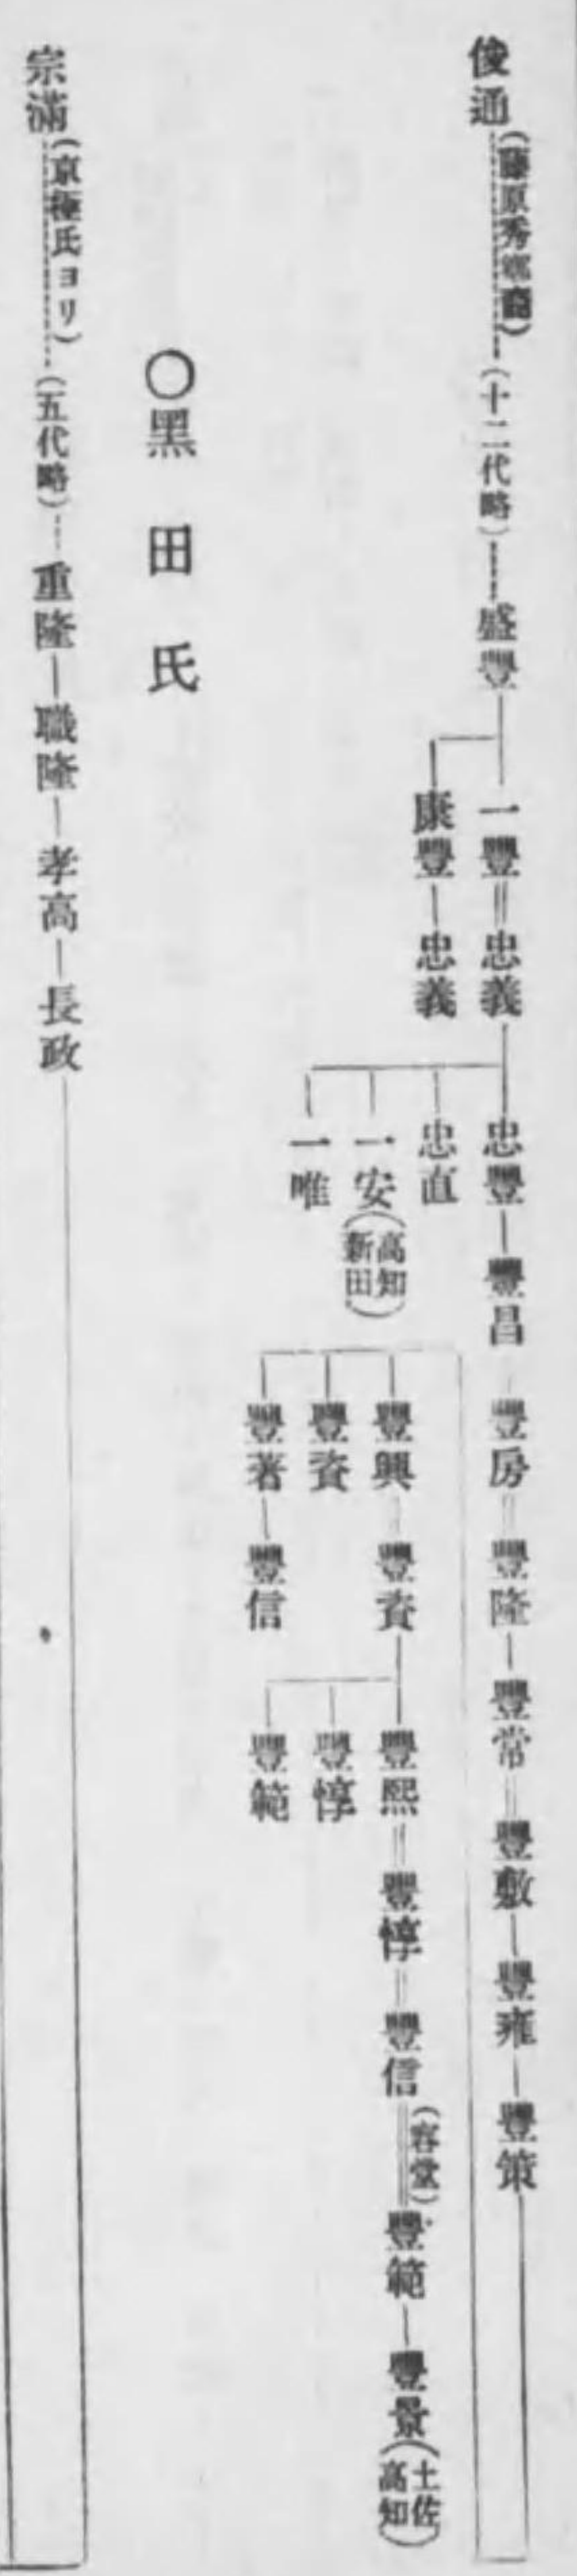 俊通(藤原秀郷裔)(十二代略)盛豐
一豐＝忠義―忠豐―豐昌―豐房＝豐隆―豐常＝豐敷―豐雍―豐策
康豐―忠義
忠直
一安(高知新田)
一唯
豐興＝豐資―豐熙＝豐惇＝豐信(容堂)＝豐範―豐景(土佐高知)
豐資
豐著―豐信
豐惇
豐範
〇黑田氏
宗滿(京極氏ヨリ)(五代略)重隆―職隆―孝高―長政